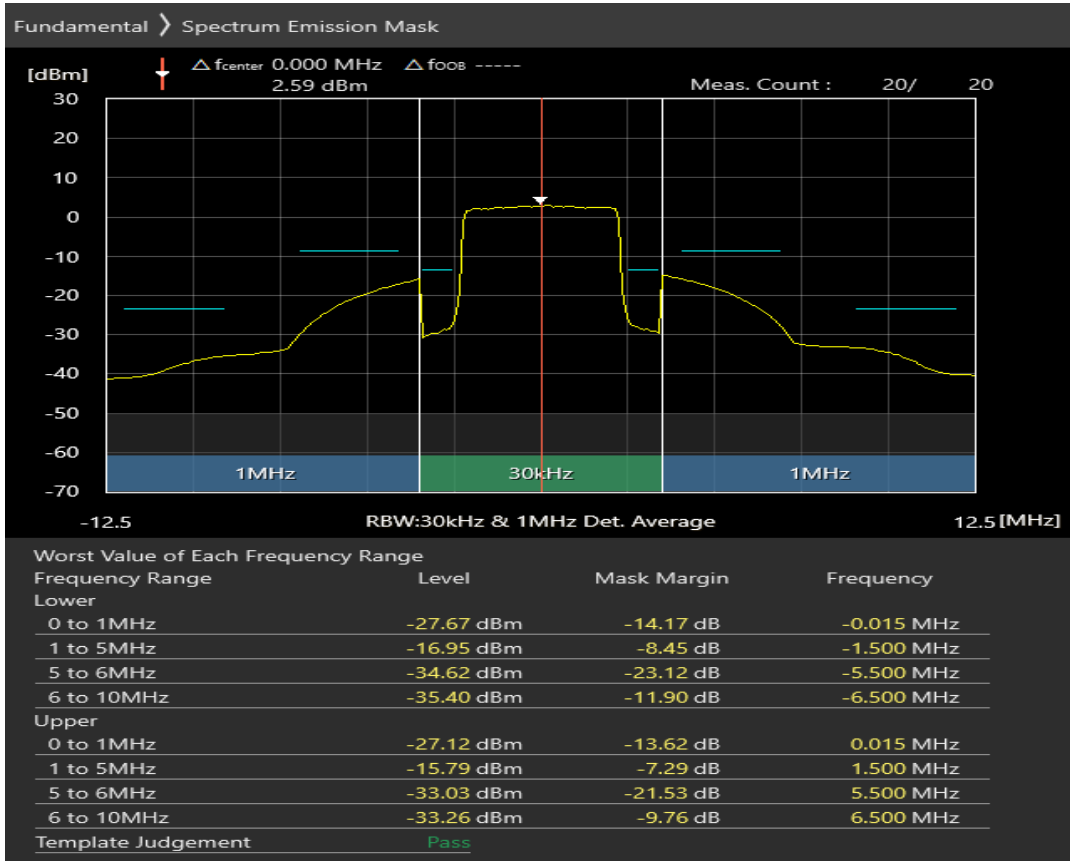 Fundamental ❯ Spectrum Emission Mask
△ fcenter 0.000 MHz △ fOOB -----
[dBm] 2.59 dBm Meas. Count : 20/ 20
30
20
10
0
-10
-20
-30
-40
-50
-60
1MHz 30kHz 1MHz
-70
-12.5 RBW:30kHz & 1MHz Det. Average 12.5 [MHz]
Worst Value of Each Frequency Range
Frequency Range Level Mask Margin Frequency
Lower
0 to 1MHz -27.67 dBm -14.17 dB -0.015 MHz
1 to 5MHz -16.95 dBm -8.45 dB -1.500 MHz
5 to 6MHz -34.62 dBm -23.12 dB -5.500 MHz
6 to 10MHz -35.40 dBm -11.90 dB -6.500 MHz
Upper
0 to 1MHz -27.12 dBm -13.62 dB 0.015 MHz
1 to 5MHz -15.79 dBm -7.29 dB 1.500 MHz
5 to 6MHz -33.03 dBm -21.53 dB 5.500 MHz
6 to 10MHz -33.26 dBm -9.76 dB 6.500 MHz
Template Judgement Pass